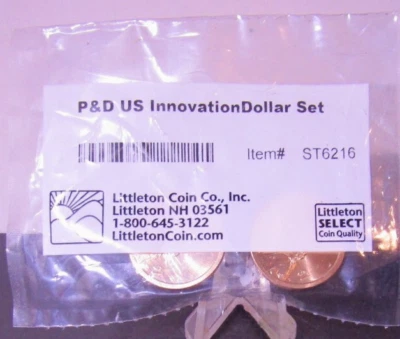 P&D US InnovationDollar Set
Item# ST6216
Littleton Coin Co., Inc.
Littleton NH 03561
1-800-645-3122
LittletonCoin.com
Littleton
SELECT
Coin Quality